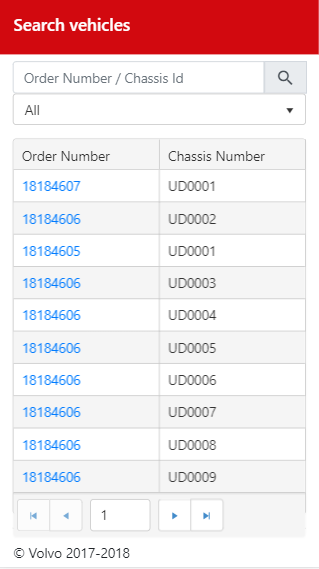 Search vehicles
Order Number / Chassis Id
All
Order Number Chassis Number
18184607 UD0001
18184606 UD0002
18184605 UD0001
18184606 UD0003
18184606 UD0004
18184606 UD0005
18184606 UD0006
18184606 UD0007
18184606 UD0008
18184606 UD0009
1
© Volvo 2017-2018